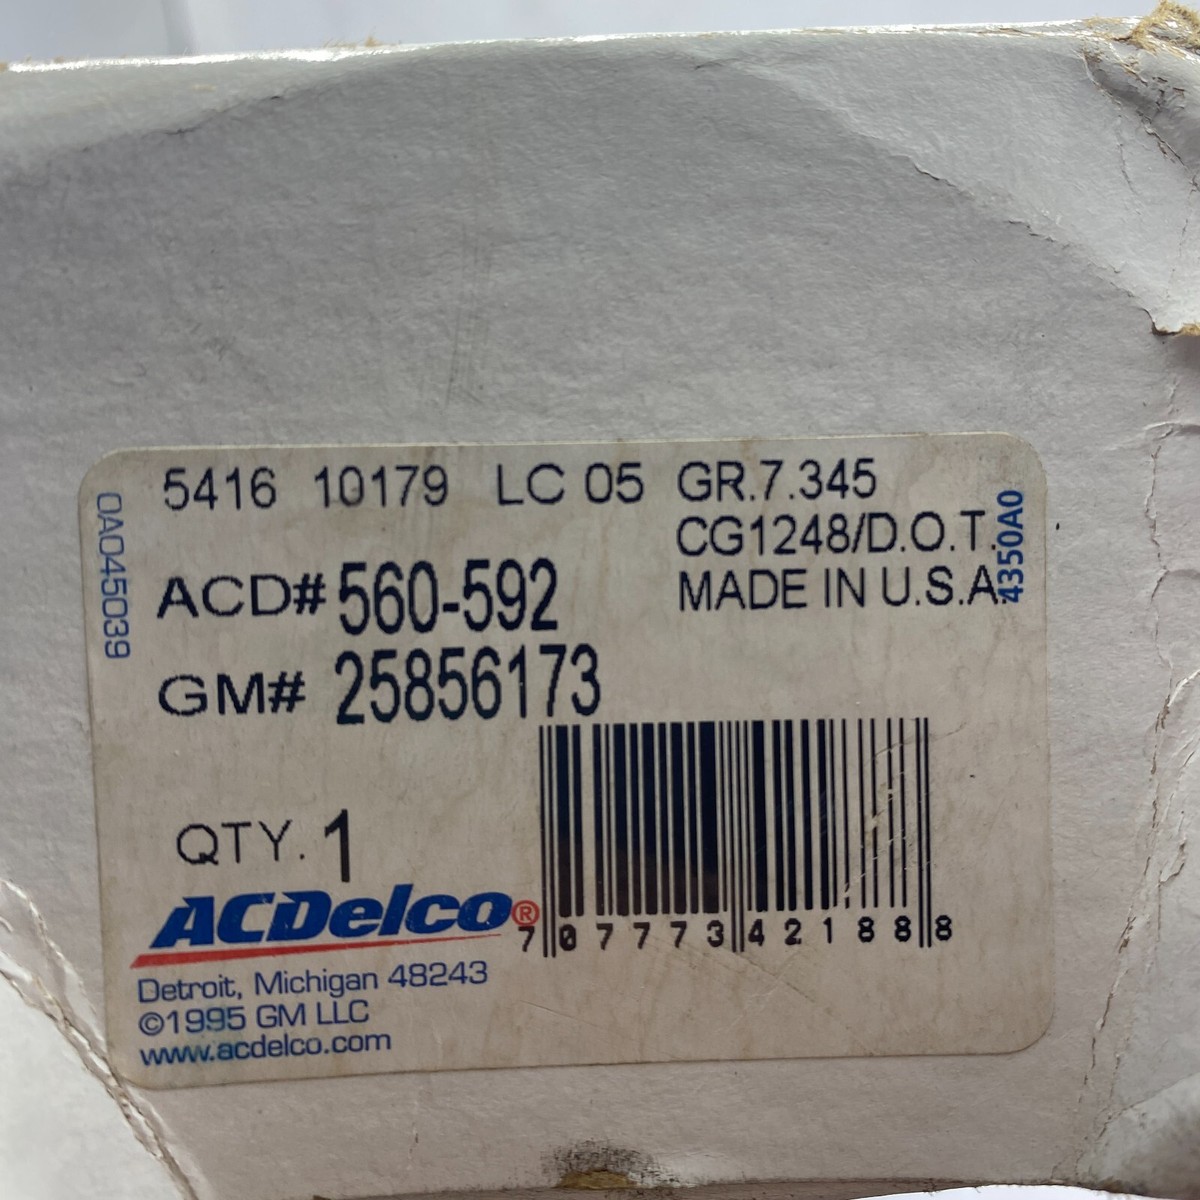 5416 10179 LC 05 GR.7.345
CG1248/D.O.T.
MADE IN U.S.A.
0A045039
4350A0
ACD# 560-592
GM# 25856173
QTY. 1
ACDelco®
7 07773 42188 8
Detroit, Michigan 48243
©1995 GM LLC
www.acdelco.com